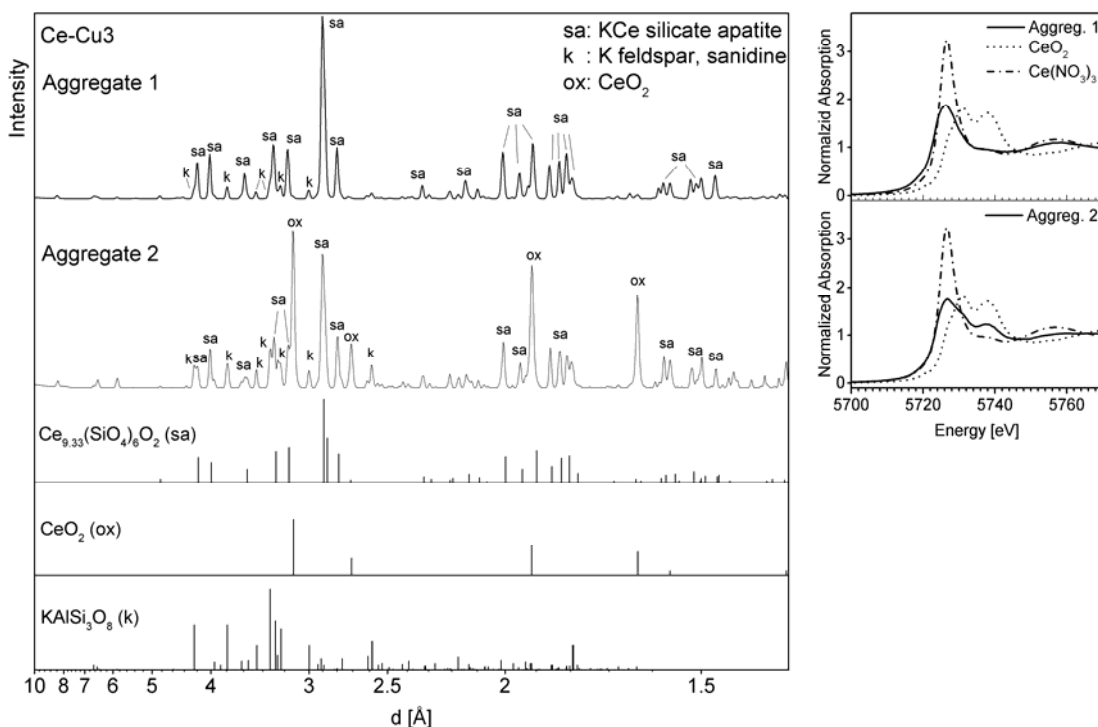 Ce-Cu3
sa: KCe silicate apatite
k : K feldspar, sanidine
ox: CeO2
Aggregate 1
Intensity
sa
sa
sa
sa
k
sa
k
sa
k
k
sa
k
sa
sa
sa
sa
sa
sa
Aggregate 2
ox
sa
ox
ox
sa
sa
k
sa
k
sa
k
k
k
k
sa
ox
k
sa
sa
sa
sa
sa
sa
Ce9.33(SiO4)6O2 (sa)
CeO2 (ox)
KAlSi3O8 (k)
10 8 7 6 5 4 3 2.5 2 1.5
d [Å]
Aggreg. 1
CeO2
Ce(NO3)3
Normalzid Absorption
3
2
1
0
Aggreg. 2
Normalized Absorption
3
2
1
0
5700 5720 5740 5760
Energy [eV]